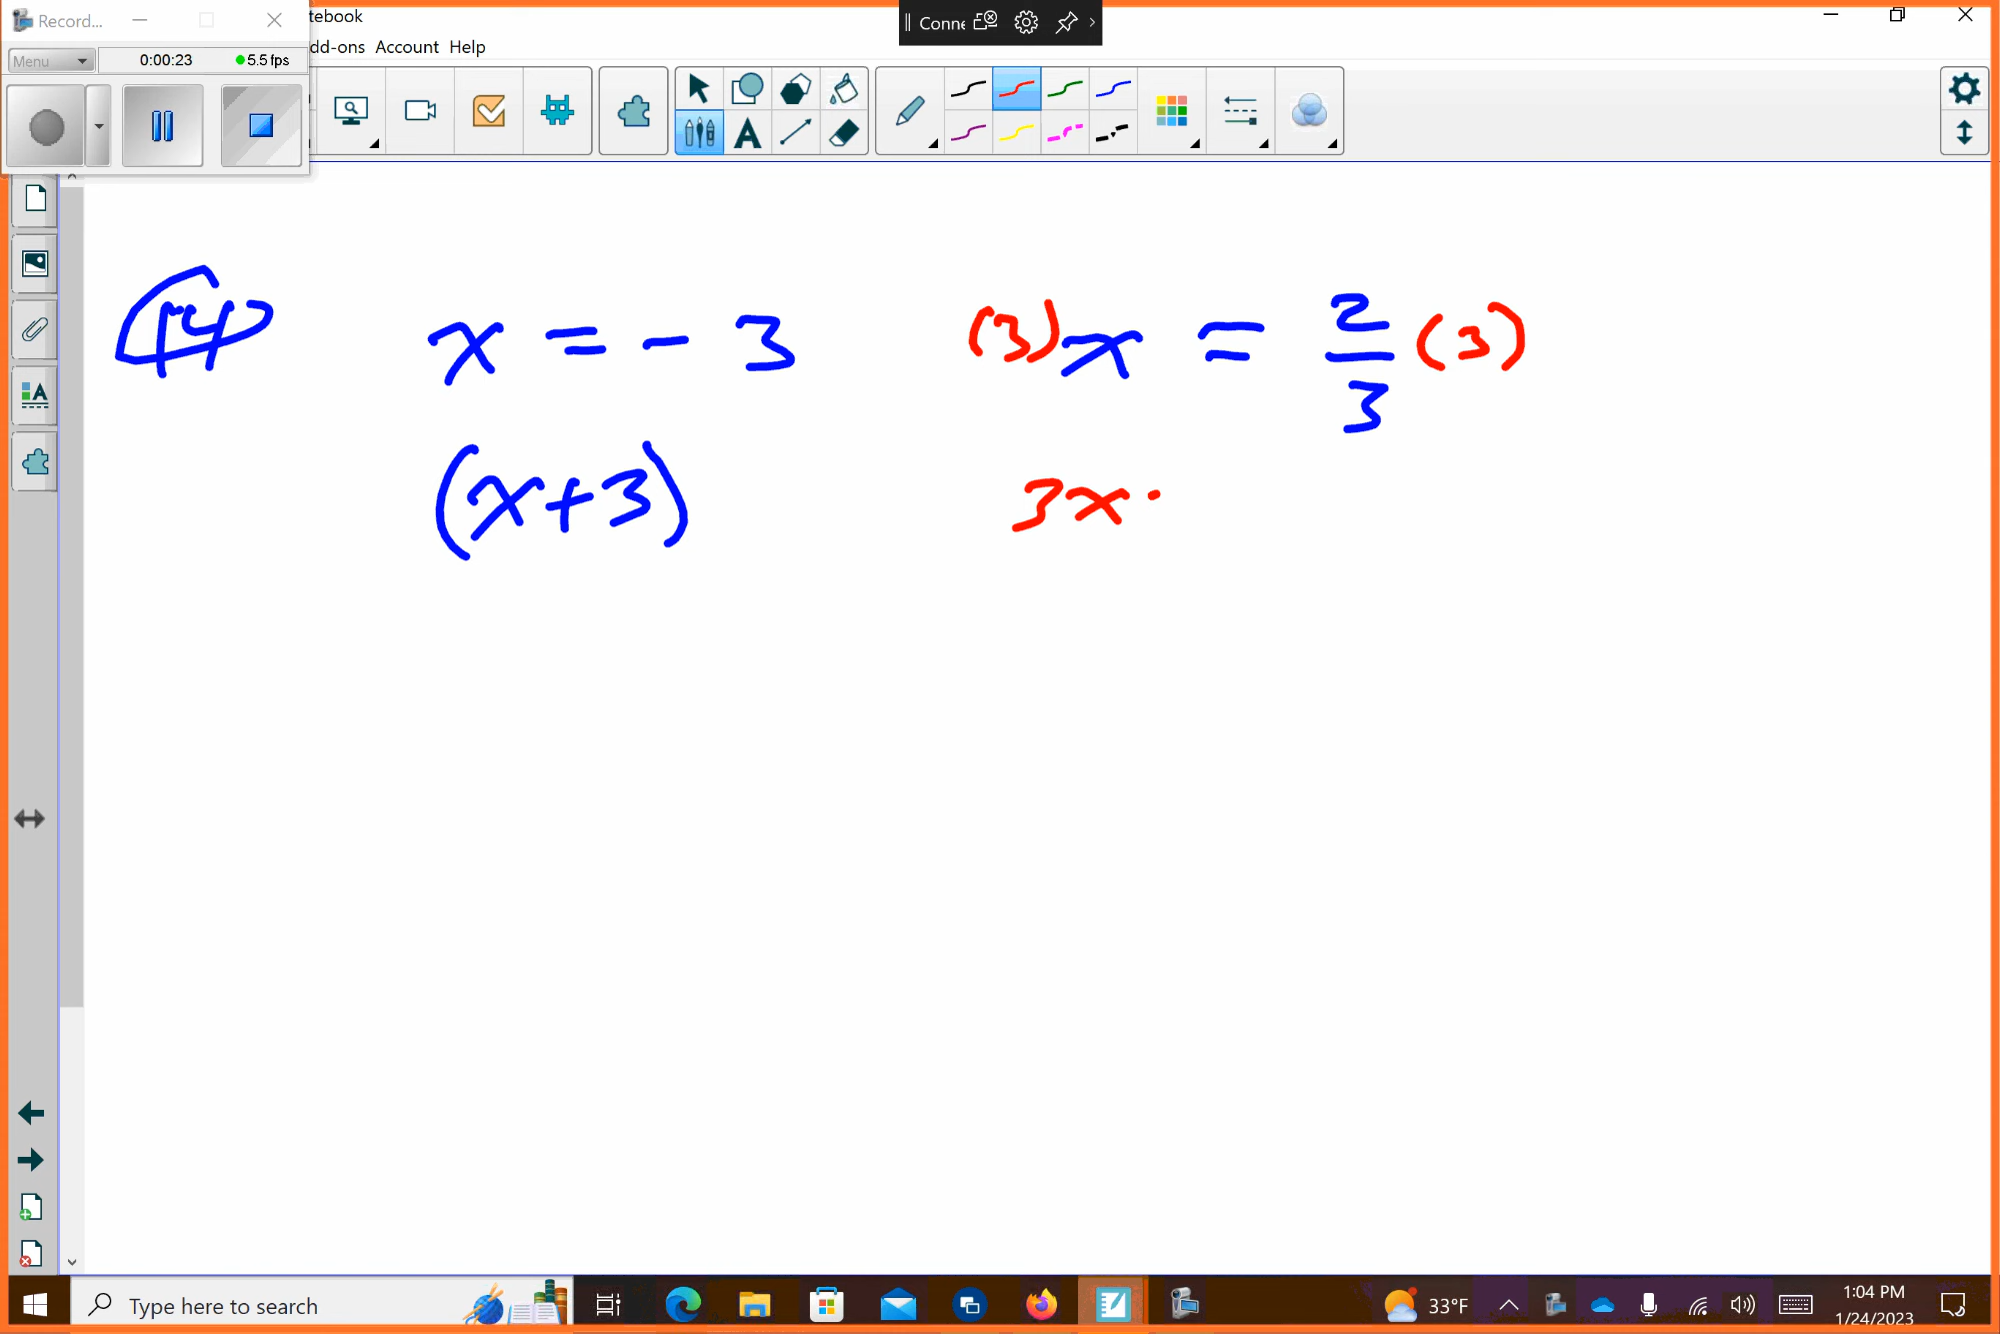 Record...
tebook
Conne
Menu
0:00:23
5.5 fps
dd-ons Account Help
A
A
14 x = - 3 (3)x = 2/3 (3)
(x+3) 3x
Type here to search
33°F
1:04 PM
1/24/2023